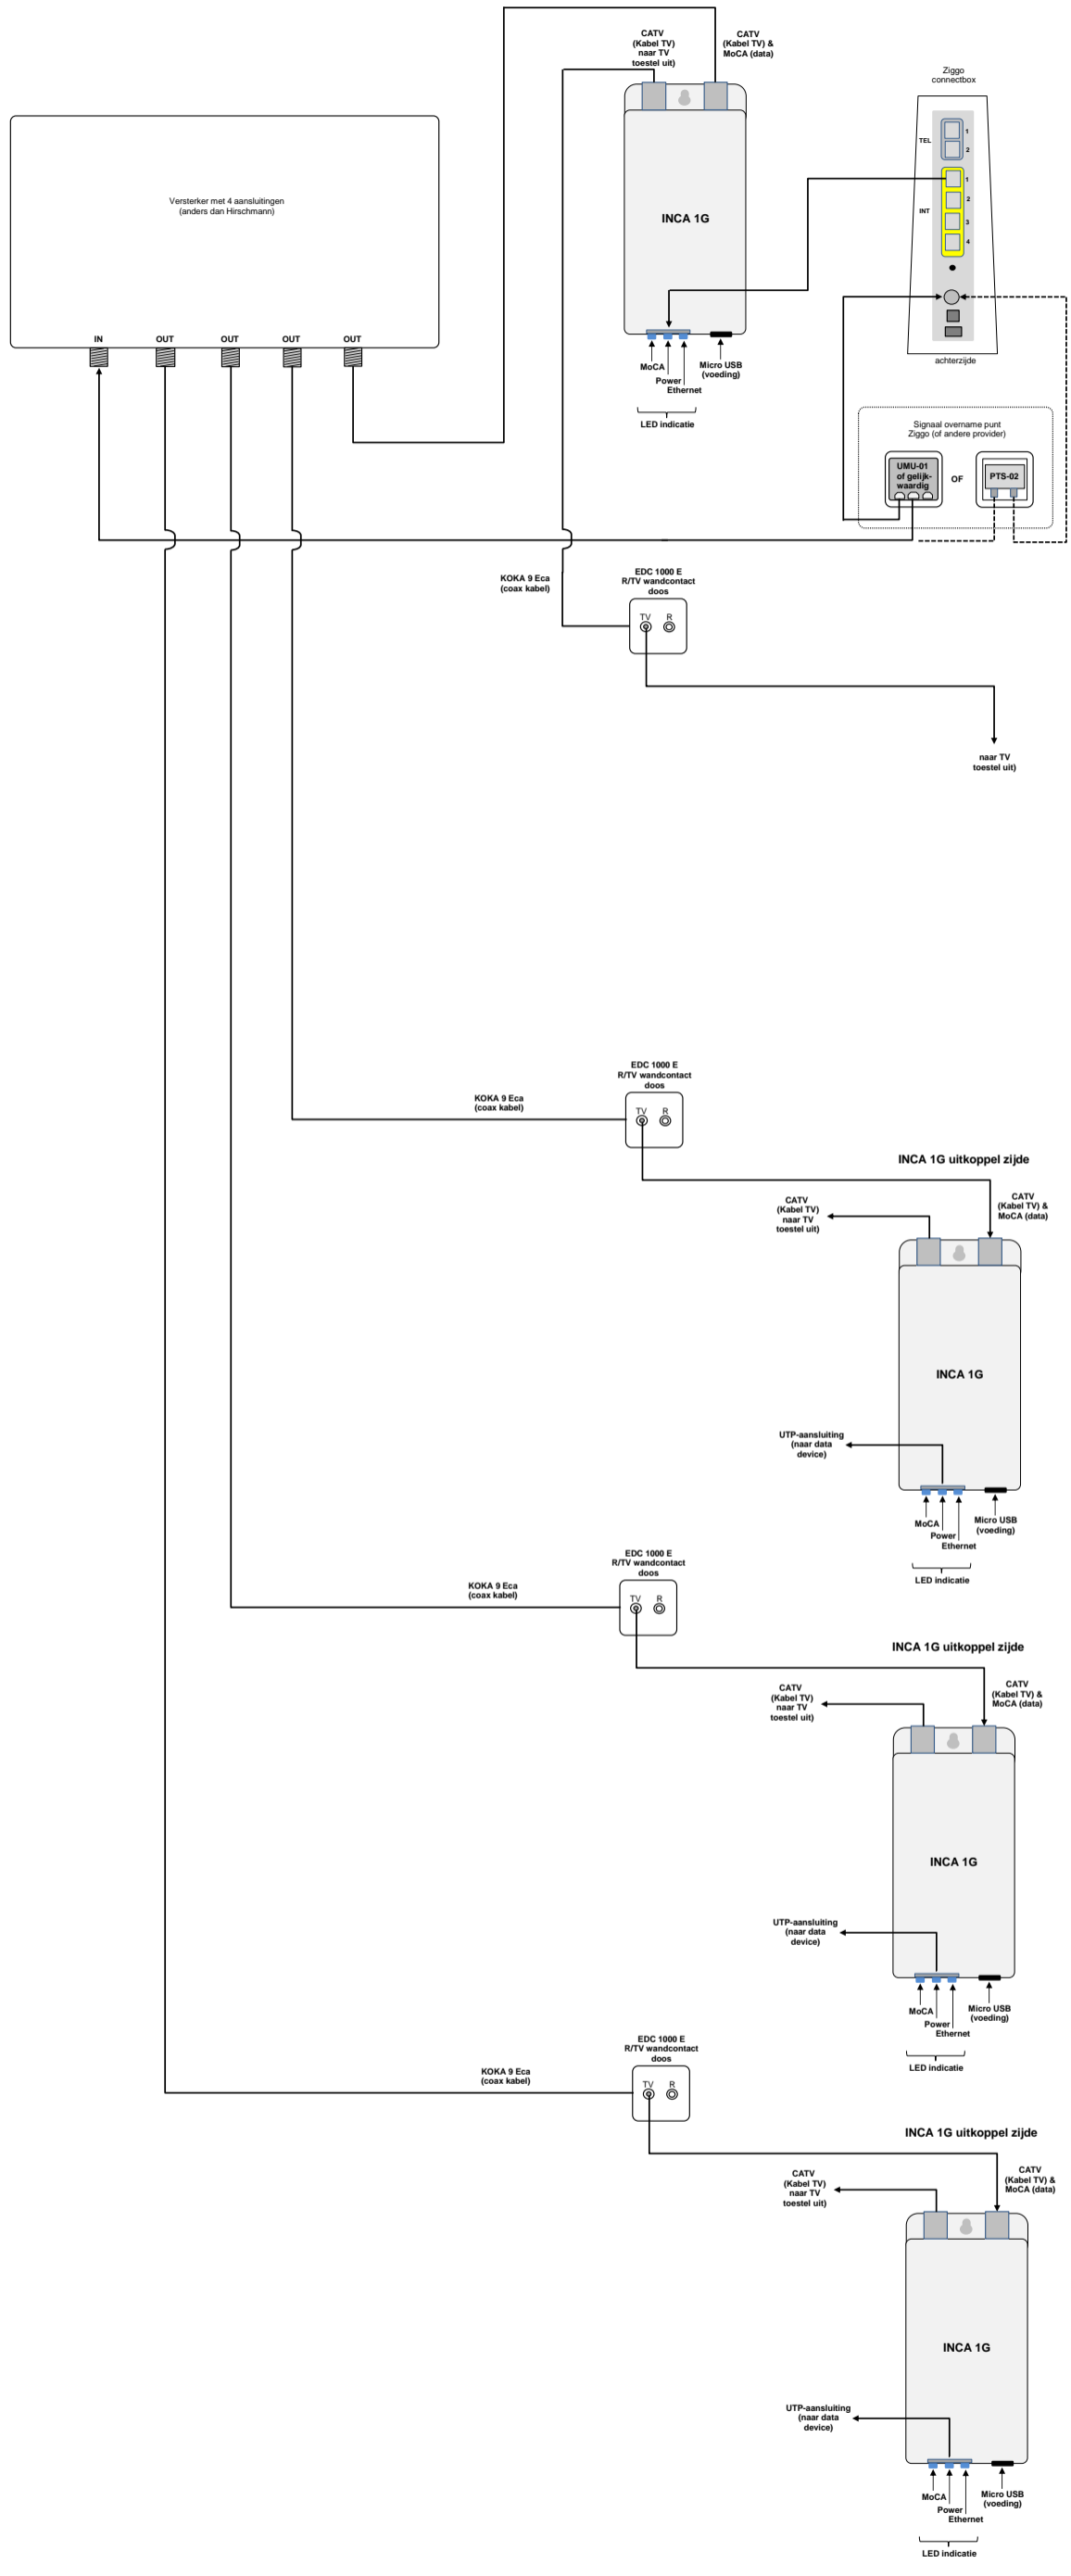 CATV
(Kabel TV)
naar TV
toestel uit)
CATV
(Kabel TV) &
MoCA (data)
Ziggo
connectbox
TEL
1
2
INT
1
2
3
4
achterzijde
Versterker met 4 aansluitingen
(anders dan Hirschmann)
IN
OUT
OUT
OUT
OUT
INCA 1G
MoCA
Power
Ethernet
Micro USB
(voeding)
LED indicatie
Signaal overname punt
Ziggo (of andere provider)
UMU-01
of gelijk-
waardig
OF
PTS-02
KOKA 9 Eca
(coax kabel)
EDC 1000 E
R/TV wandcontact
doos
TV
R
naar TV
toestel uit)
KOKA 9 Eca
(coax kabel)
EDC 1000 E
R/TV wandcontact
doos
TV
R
INCA 1G uitkoppel zijde
CATV
(Kabel TV)
naar TV
toestel uit)
CATV
(Kabel TV) &
MoCA (data)
INCA 1G
UTP-aansluiting
(naar data
device)
MoCA
Power
Ethernet
Micro USB
(voeding)
LED indicatie
KOKA 9 Eca
(coax kabel)
EDC 1000 E
R/TV wandcontact
doos
TV
R
INCA 1G uitkoppel zijde
CATV
(Kabel TV)
naar TV
toestel uit)
CATV
(Kabel TV) &
MoCA (data)
INCA 1G
UTP-aansluiting
(naar data
device)
MoCA
Power
Ethernet
Micro USB
(voeding)
LED indicatie
KOKA 9 Eca
(coax kabel)
EDC 1000 E
R/TV wandcontact
doos
TV
R
INCA 1G uitkoppel zijde
CATV
(Kabel TV)
naar TV
toestel uit)
CATV
(Kabel TV) &
MoCA (data)
INCA 1G
UTP-aansluiting
(naar data
device)
MoCA
Power
Ethernet
Micro USB
(voeding)
LED indicatie